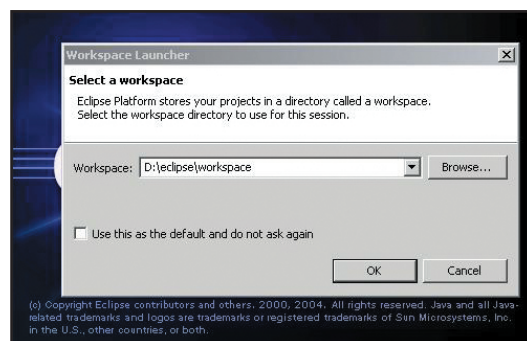 Workspace Launcher
Select a workspace
Eclipse Platform stores your projects in a directory called a workspace.
Select the workspace directory to use for this session.
Workspace: D:\eclipse\workspace Browse...
Use this as the default and do not ask again
OK Cancel
(c) Copyright Eclipse contributors and others. 2000, 2004. All rights reserved. Java and all Java-
related trademarks and logos are trademarks or registered trademarks of Sun Microsystems, Inc.
in the U.S., other countries, or both.